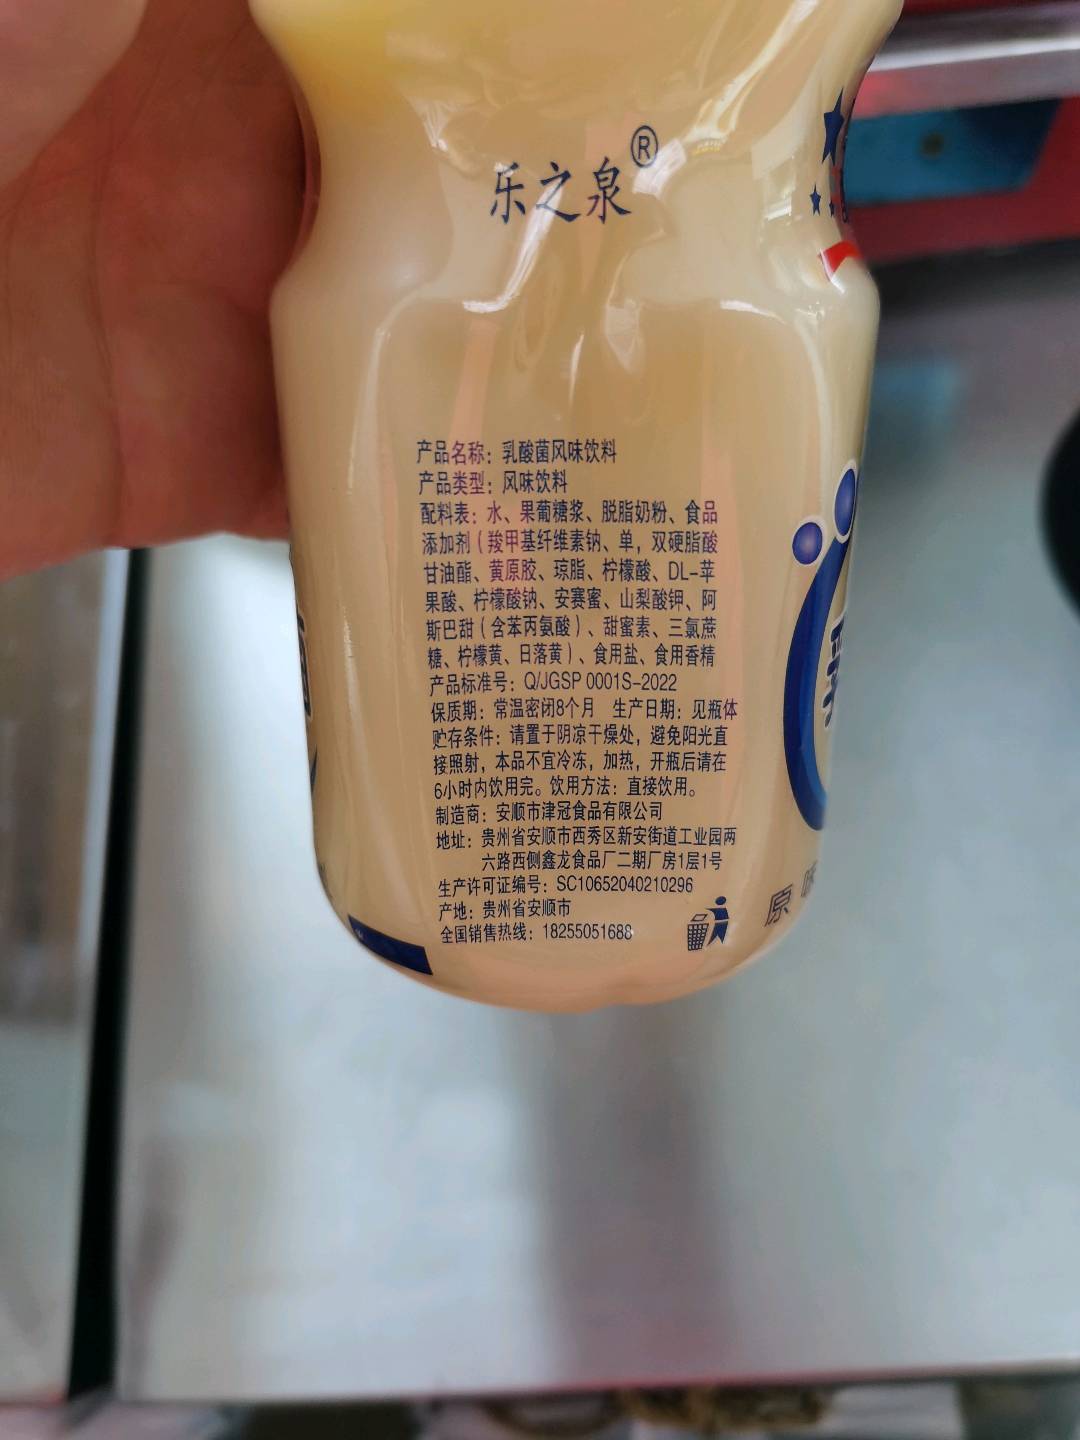 乐之泉®
产品名称：乳酸菌风味饮料
产品类型：风味饮料
配料表：水、果葡糖浆、脱脂奶粉、食品
添加剂（羧甲基纤维素钠、单，双硬脂酸
甘油酯、黄原胶、琼脂、柠檬酸、DL-苹
果酸、柠檬酸钠、安赛蜜、山梨酸钾、阿
斯巴甜（含苯丙氨酸）、甜蜜素、三氯蔗
糖、柠檬黄、日落黄）、食用盐、食用香精
产品标准号：Q/JGSP 0001S-2022
保质期：常温密闭8个月 生产日期：见瓶体
贮存条件：请置于阴凉干燥处，避免阳光直
接照射，本品不宜冷冻，加热，开瓶后请在
6小时内饮用完。饮用方法：直接饮用。
制造商：安顺市津冠食品有限公司
地址：贵州省安顺市西秀区新安街道工业园两
六路西侧鑫龙食品厂二期厂房1层1号
生产许可证编号：SC10652040210296
产地：贵州省安顺市
全国销售热线：18255051688
原味